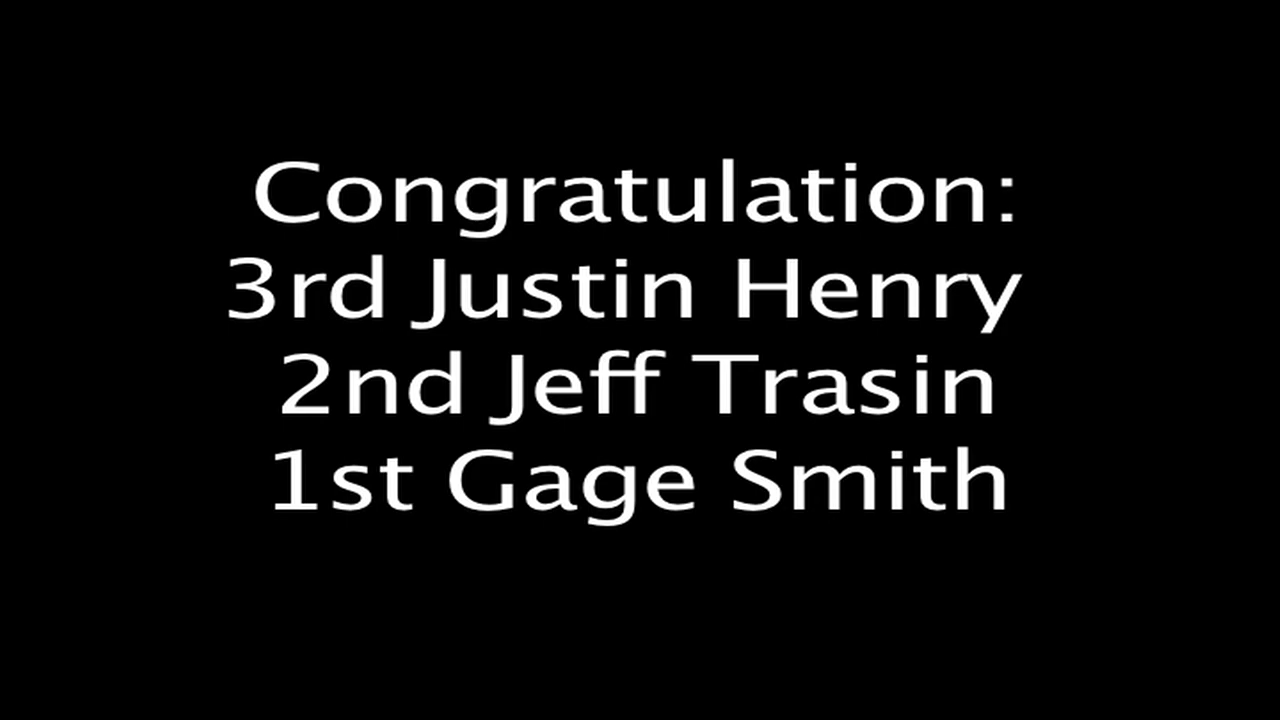 Congratulation:
3rd Justin Henry
2nd Jeff Trasin
1st Gage Smith